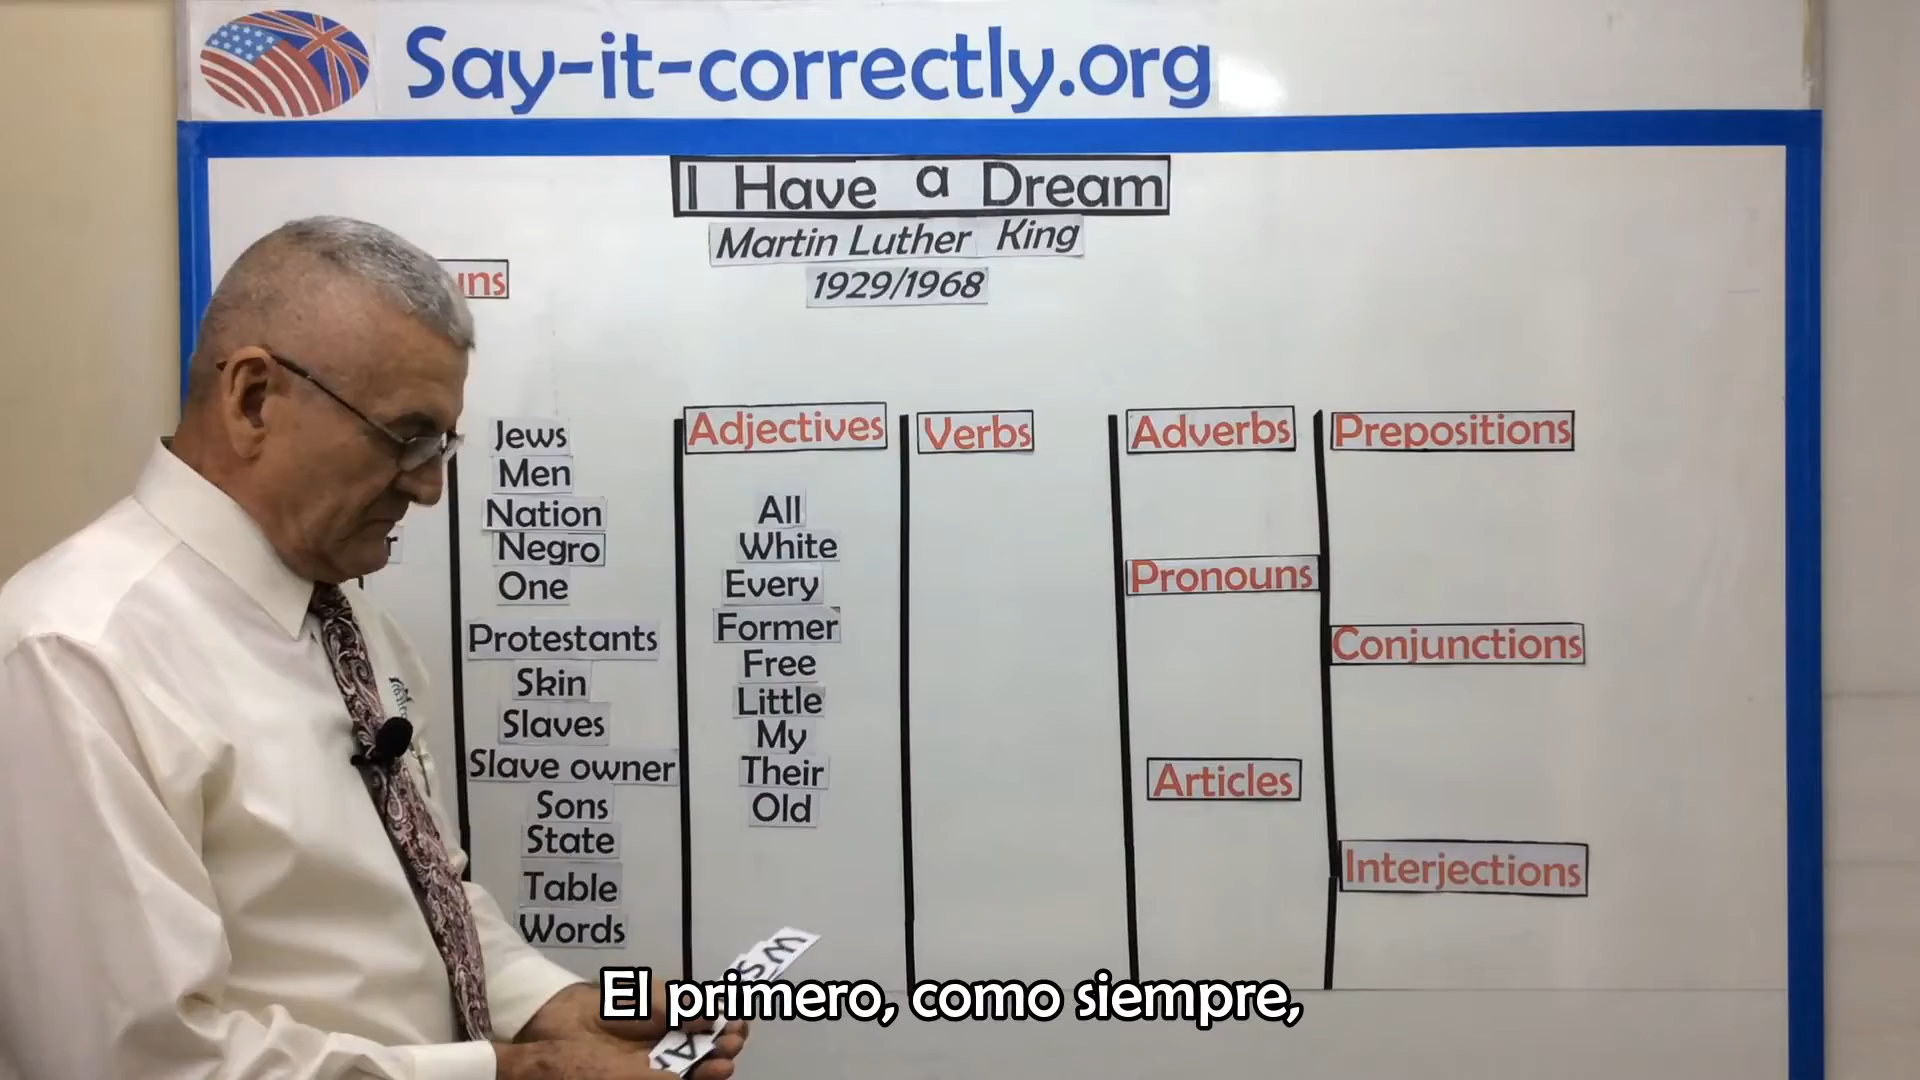 Say-it-correctly.org
I Have a Dream
Martin Luther King
1929/1968
Jews
Men
Nation
Negro
One
Protestants
Skin
Slaves
Slave owner
Sons
State
Table
Words
Adjectives
All
White
Every
Former
Free
Little
My
Their
Old
Verbs
Adverbs
Pronouns
Articles
Prepositions
Conjunctions
Interjections
El primero, como siempre,